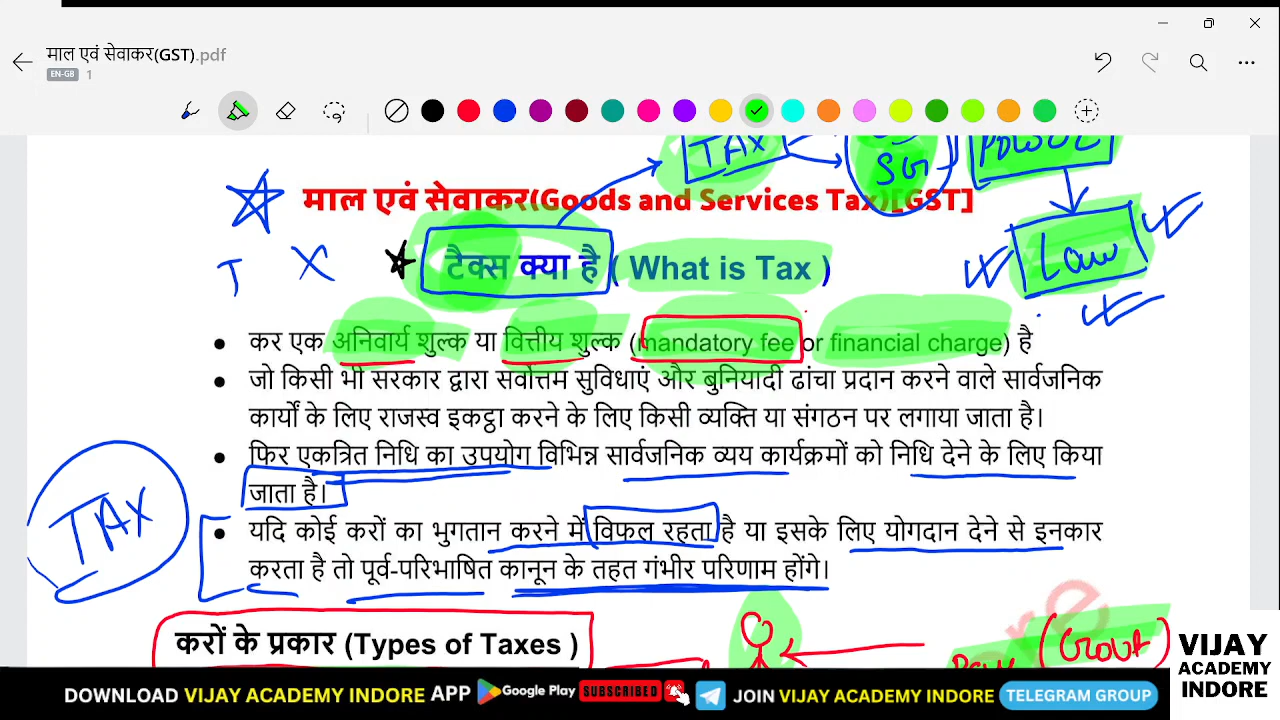 माल एवं सेवाकर(GST).pdf
EN-GB 1
TAX
SG
माल एवं सेवाकर(Goods and Services Tax)[GST]
Law
T X
टैक्स क्या है ( What is Tax )
कर एक अनिवार्य शुल्क या वित्तीय शुल्क (mandatory fee or financial charge) है
जो किसी भी सरकार द्वारा सर्वोत्तम सुविधाएं और बुनियादी ढांचा प्रदान करने वाले सार्वजनिक
कार्यों के लिए राजस्व इकट्ठा करने के लिए किसी व्यक्ति या संगठन पर लगाया जाता है।
फिर एकत्रित निधि का उपयोग विभिन्न सार्वजनिक व्यय कार्यक्रमों को निधि देने के लिए किया
जाता है।
TAX
यदि कोई करों का भुगतान करने में विफल रहता है या इसके लिए योगदान देने से इनकार
करता है तो पूर्व-परिभाषित कानून के तहत गंभीर परिणाम होंगे।
करों के प्रकार (Types of Taxes )
(Govt)
VIJAY
ACADEMY
INDORE
DOWNLOAD VIJAY ACADEMY INDORE APP Google Play SUBSCRIBED JOIN VIJAY ACADEMY INDORE TELEGRAM GROUP